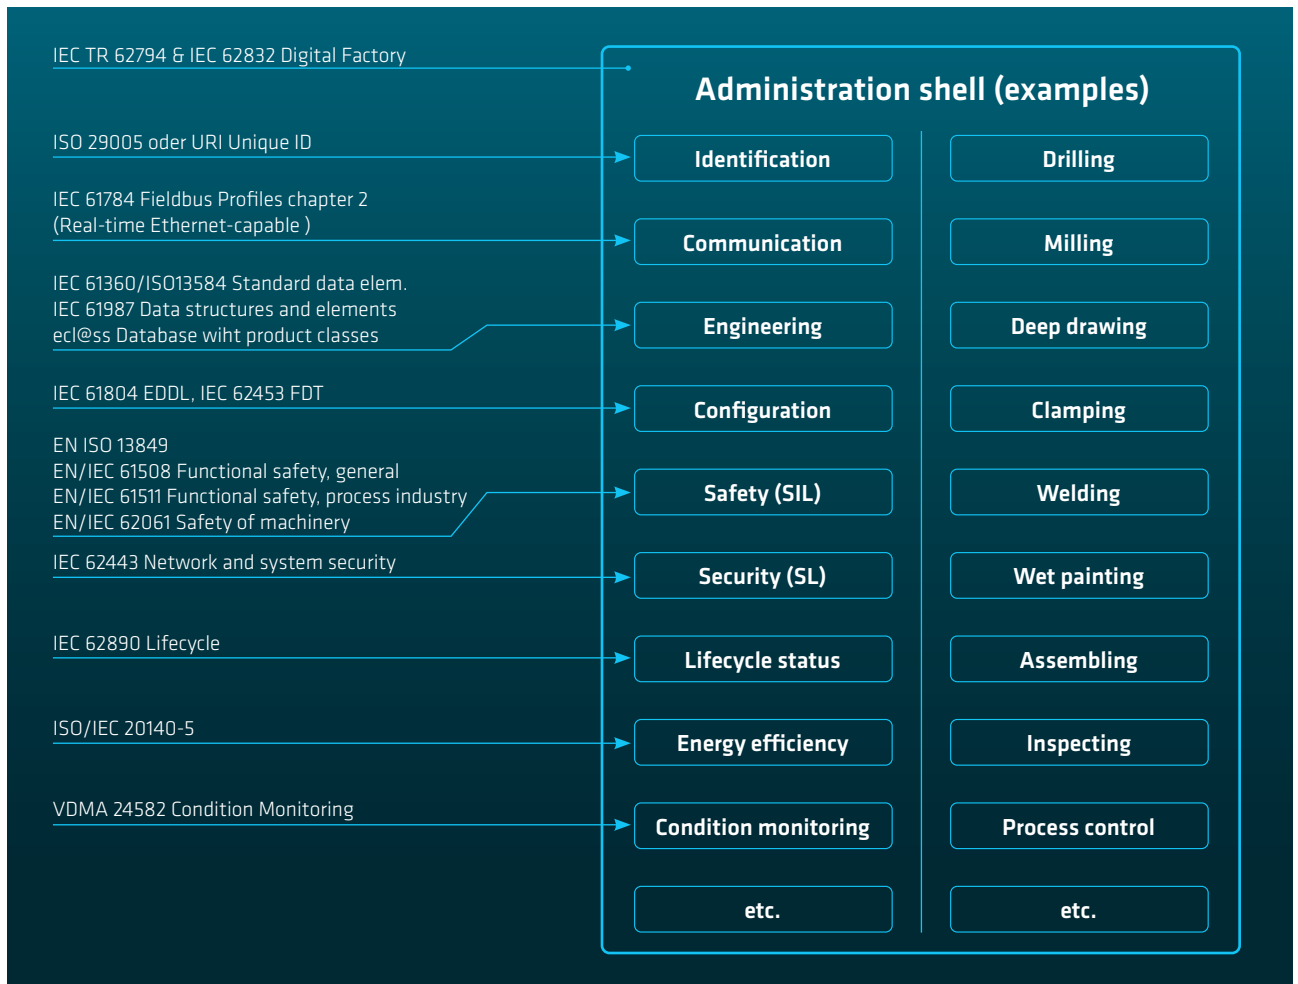 IEC TR 62794 & IEC 62832 Digital Factory
Administration shell (examples)
ISO 29005 oder URI Unique ID
Identification
Drilling
IEC 61784 Fieldbus Profiles chapter 2
(Real-time Ethernet-capable )
Communication
Milling
IEC 61360/ISO13584 Standard data elem.
IEC 61987 Data structures and elements
ecl@ss Database wiht product classes
Engineering
Deep drawing
IEC 61804 EDDL, IEC 62453 FDT
Configuration
Clamping
EN ISO 13849
EN/IEC 61508 Functional safety, general
EN/IEC 61511 Functional safety, process industry
EN/IEC 62061 Safety of machinery
Safety (SIL)
Welding
IEC 62443 Network and system security
Security (SL)
Wet painting
IEC 62890 Lifecycle
Lifecycle status
Assembling
ISO/IEC 20140-5
Energy efficiency
Inspecting
VDMA 24582 Condition Monitoring
Condition monitoring
Process control
etc.
etc.